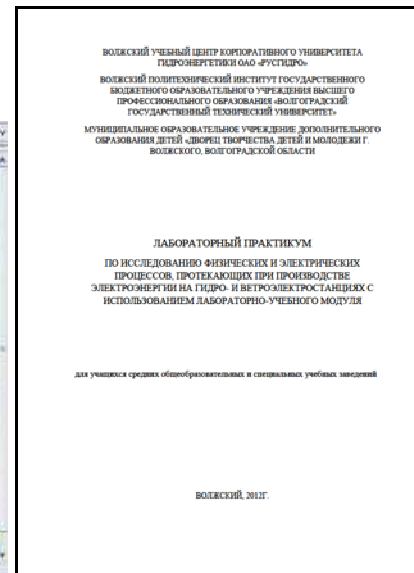 ВОЛЖСКИЙ УЧЕБНЫЙ ЦЕНТР КОРПОРАТИВНОГО УНИВЕРСИТЕТА
ГИДРОЭНЕРГЕТИКИ ОАО «РУСГИДРО»
ВОЛЖСКИЙ ПОЛИТЕХНИЧЕСКИЙ ИНСТИТУТ ГОСУДАРСТВЕННОГО
БЮДЖЕТНОГО ОБРАЗОВАТЕЛЬНОГО УЧРЕЖДЕНИЯ ВЫСШЕГО
ПРОФЕССИОНАЛЬНОГО ОБРАЗОВАНИЯ «ВОЛГОГРАДСКИЙ
ГОСУДАРСТВЕННЫЙ ТЕХНИЧЕСКИЙ УНИВЕРСИТЕТ»
МУНИЦИПАЛЬНОЕ ОБРАЗОВАТЕЛЬНОЕ УЧРЕЖДЕНИЕ ДОПОЛНИТЕЛЬНОГО
ОБРАЗОВАНИЯ ДЕТЕЙ «ДВОРЕЦ ТВОРЧЕСТВА ДЕТЕЙ И МОЛОДЕЖИ Г.
ВОЛЖСКОГО, ВОЛГОГРАДСКОЙ ОБЛАСТИ
ЛАБОРАТОРНЫЙ ПРАКТИКУМ
ПО ИССЛЕДОВАНИЮ ФИЗИЧЕСКИХ И ЭЛЕКТРИЧЕСКИХ
ПРОЦЕССОВ, ПРОТЕКАЮЩИХ ПРИ ПРОИЗВОДСТВЕ
ЭЛЕКТРОЭНЕРГИИ НА ГИДРО- И ВЕТРОЭЛЕКТРОСТАНЦИЯХ С
ИСПОЛЬЗОВАНИЕМ ЛАБОРАТОРНО-УЧЕБНОГО МОДУЛЯ
для учащихся средних общеобразовательных и специальных учебных заведений
ВОЛЖСКИЙ, 2012Г.